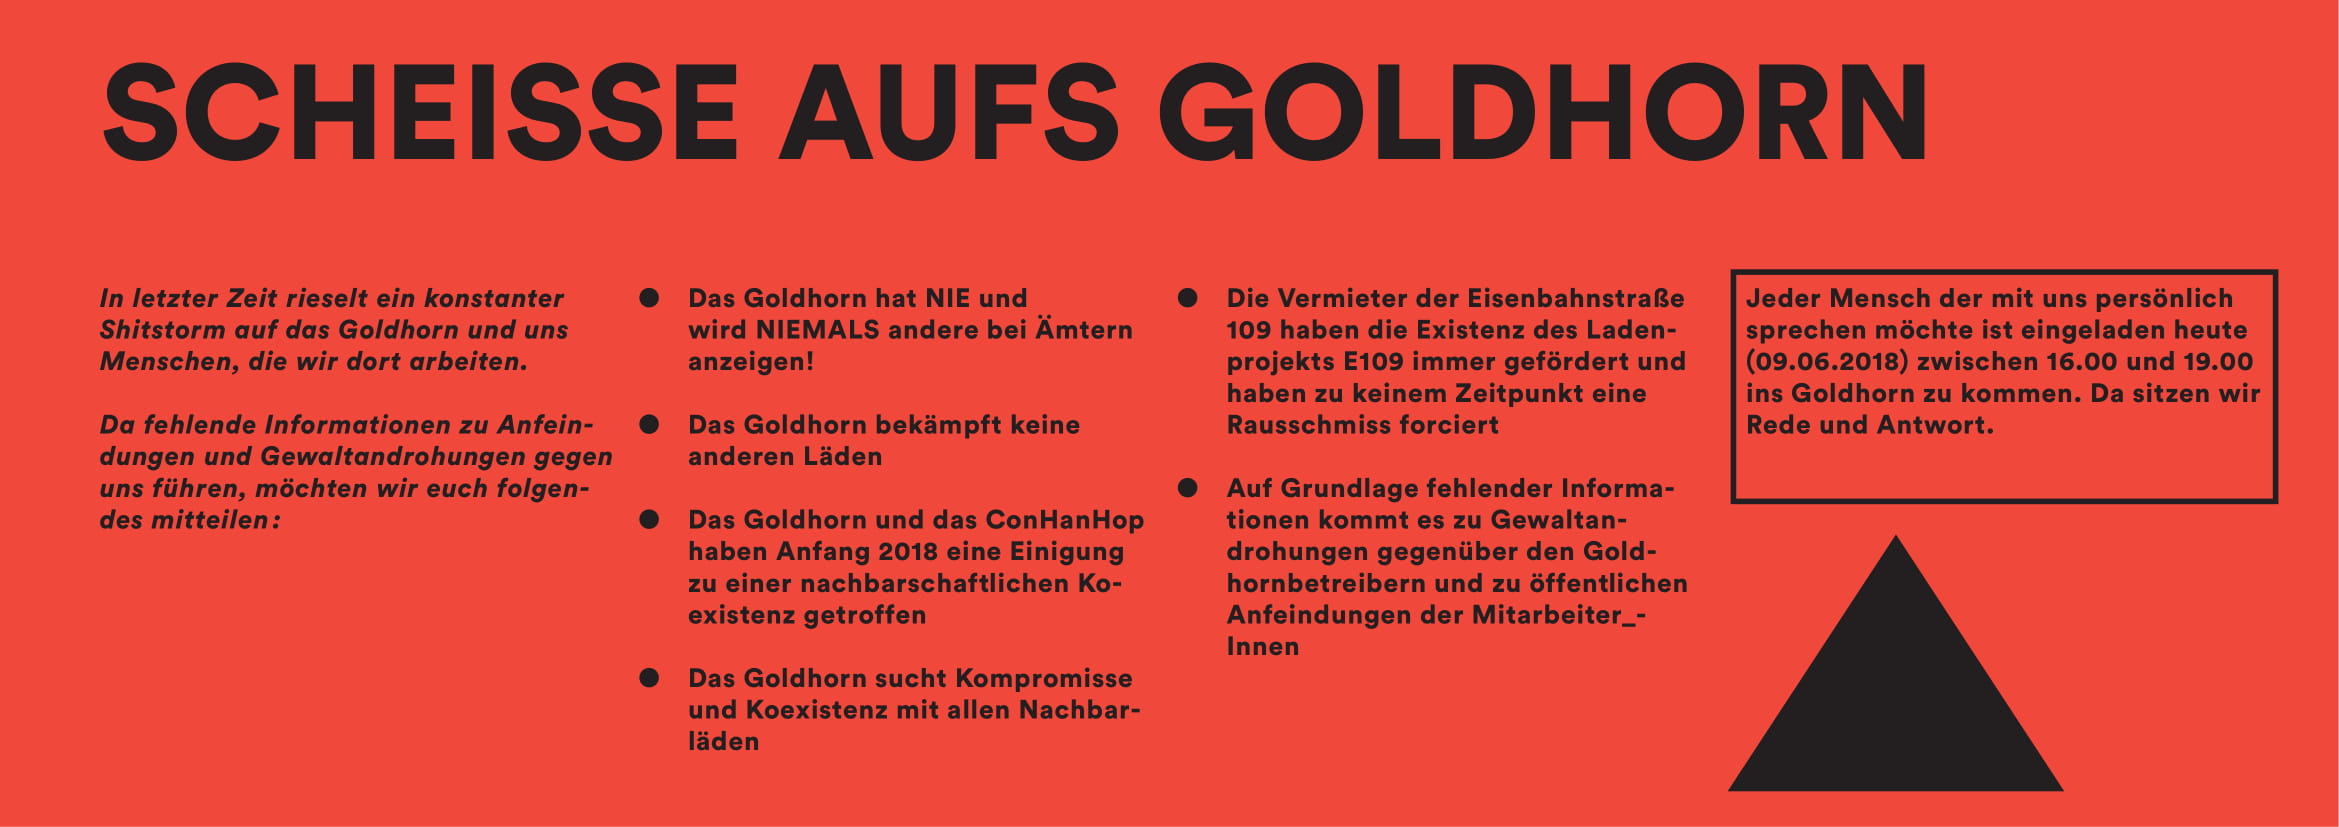 SCHEISSE AUFS GOLDHORN
In letzter Zeit rieselt ein konstanter
Shitstorm auf das Goldhorn und uns
Menschen, die wir dort arbeiten.
Da fehlende Informationen zu Anfein-
dungen und Gewaltandrohungen gegen
uns führen, möchten wir euch folgen-
des mitteilen:
● Das Goldhorn hat NIE und
wird NIEMALS andere bei Ämtern
anzeigen!
● Das Goldhorn bekämpft keine
anderen Läden
● Das Goldhorn und das ConHanHop
haben Anfang 2018 eine Einigung
zu einer nachbarschaftlichen Ko-
existenz getroffen
● Das Goldhorn sucht Kompromisse
und Koexistenz mit allen Nachbar-
läden
● Die Vermieter der Eisenbahnstraße
109 haben die Existenz des Laden-
projekts E109 immer gefördert und
haben zu keinem Zeitpunkt eine
Rausschmiss forciert
● Auf Grundlage fehlender Informa-
tionen kommt es zu Gewaltan-
drohungen gegenüber den Gold-
hornbetreibern und zu öffentlichen
Anfeindungen der Mitarbeiter_-
Innen
Jeder Mensch der mit uns persönlich
sprechen möchte ist eingeladen heute
(09.06.2018) zwischen 16.00 und 19.00
ins Goldhorn zu kommen. Da sitzen wir
Rede und Antwort.